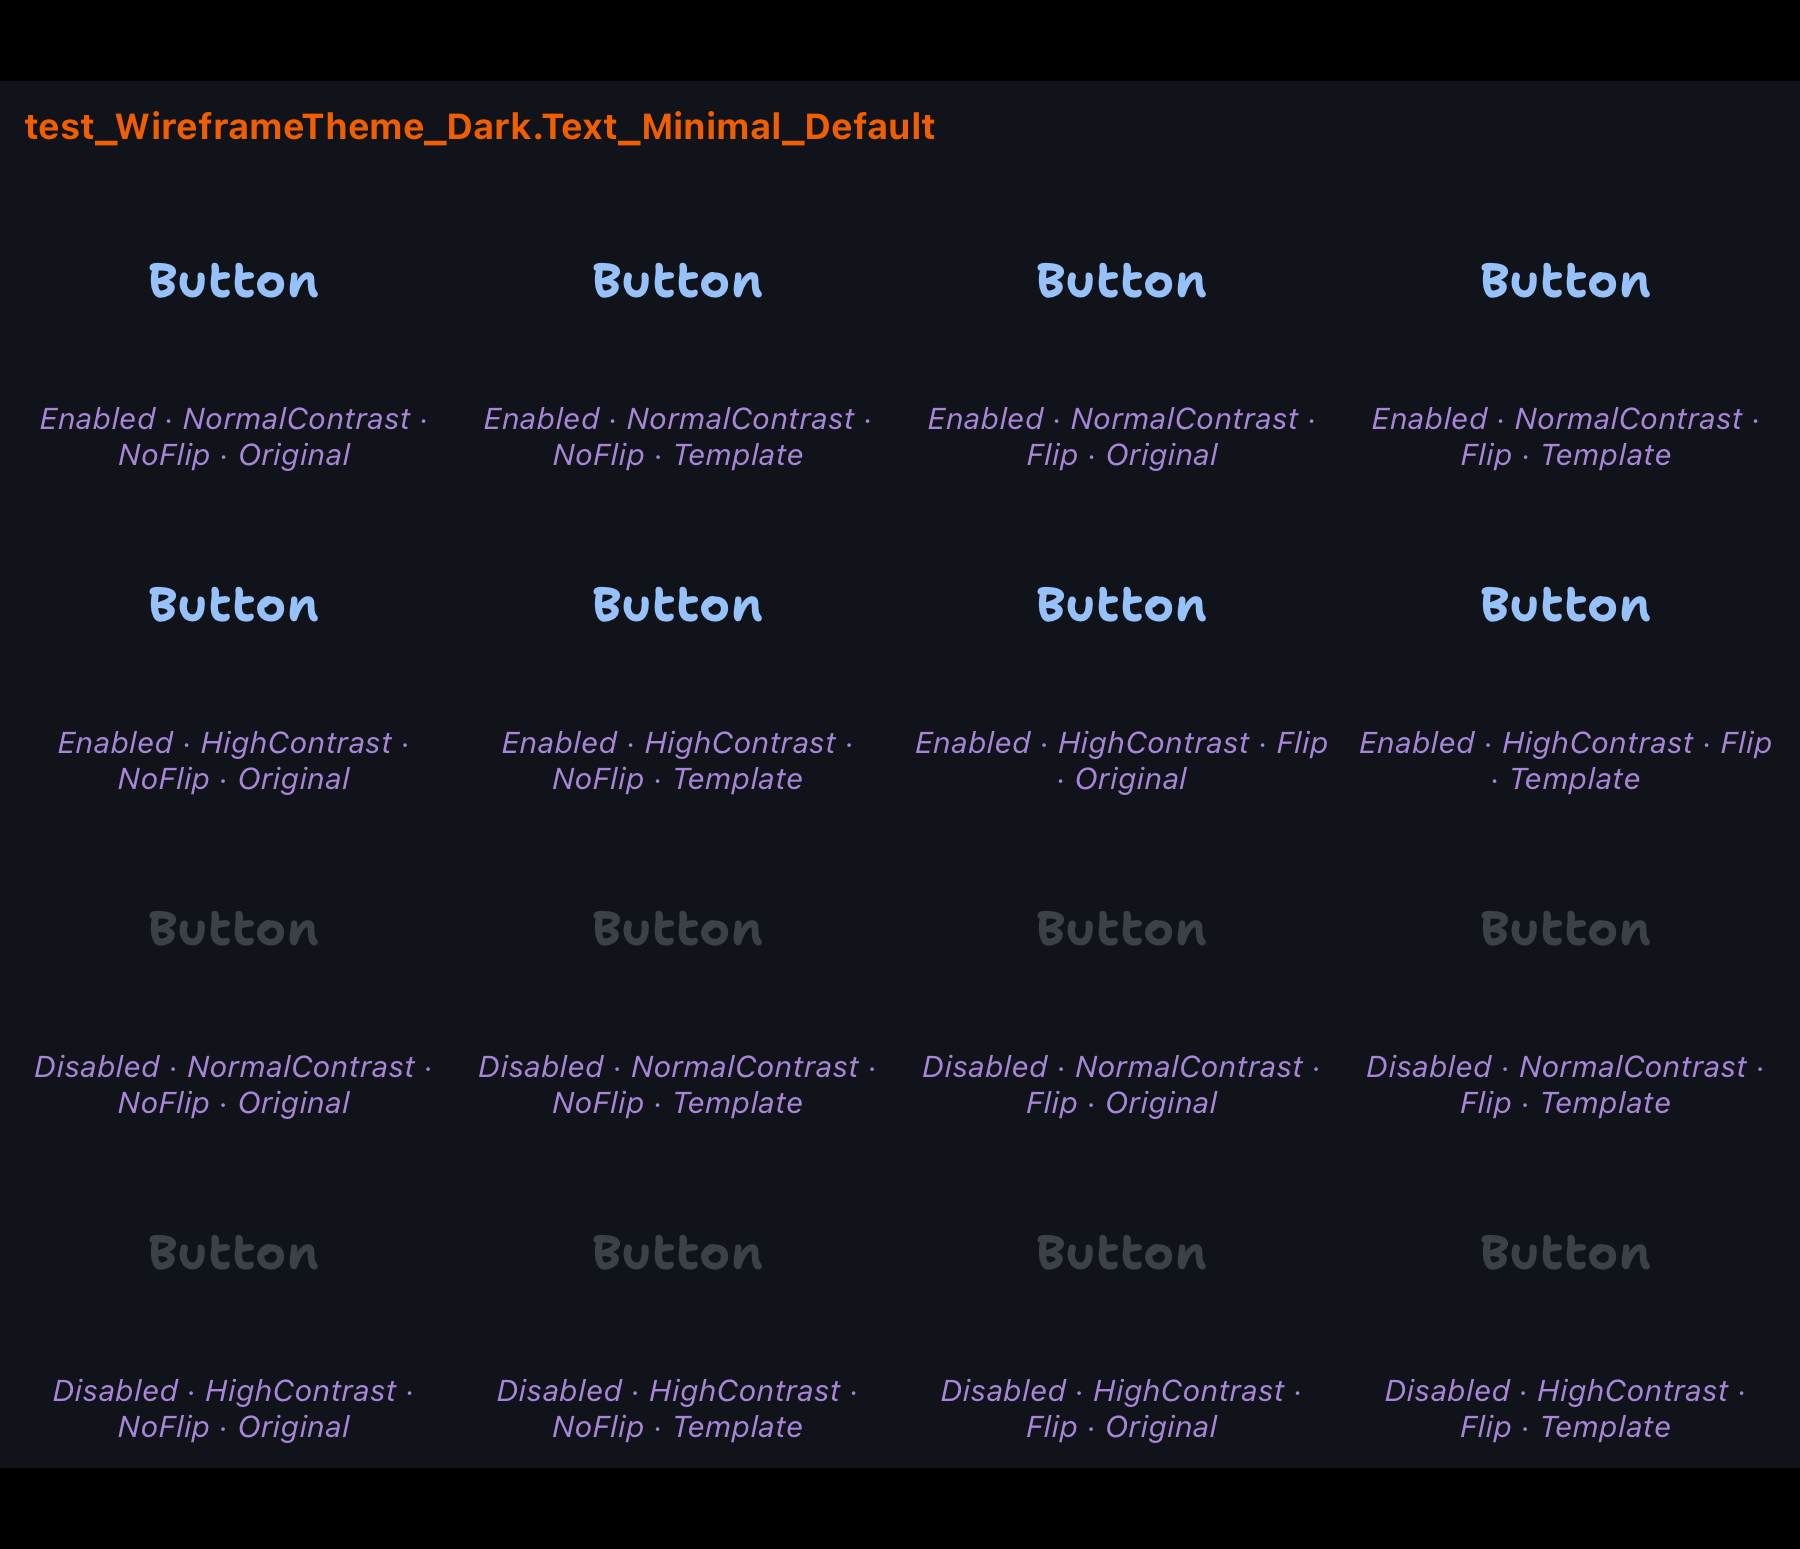 test_WireframeTheme_Dark.Text_Minimal_Default
Button Button Button Button
Enabled · NormalContrast · Enabled · NormalContrast · Enabled · NormalContrast · Enabled · NormalContrast ·
NoFlip · Original NoFlip · Template Flip · Original Flip · Template
Button Button Button Button
Enabled · HighContrast · Enabled · HighContrast · Enabled · HighContrast · Flip Enabled · HighContrast · Flip
NoFlip · Original NoFlip · Template · Original · Template
Button Button Button Button
Disabled · NormalContrast · Disabled · NormalContrast · Disabled · NormalContrast · Disabled · NormalContrast ·
NoFlip · Original NoFlip · Template Flip · Original Flip · Template
Button Button Button Button
Disabled · HighContrast · Disabled · HighContrast · Disabled · HighContrast · Disabled · HighContrast ·
NoFlip · Original NoFlip · Template Flip · Original Flip · Template